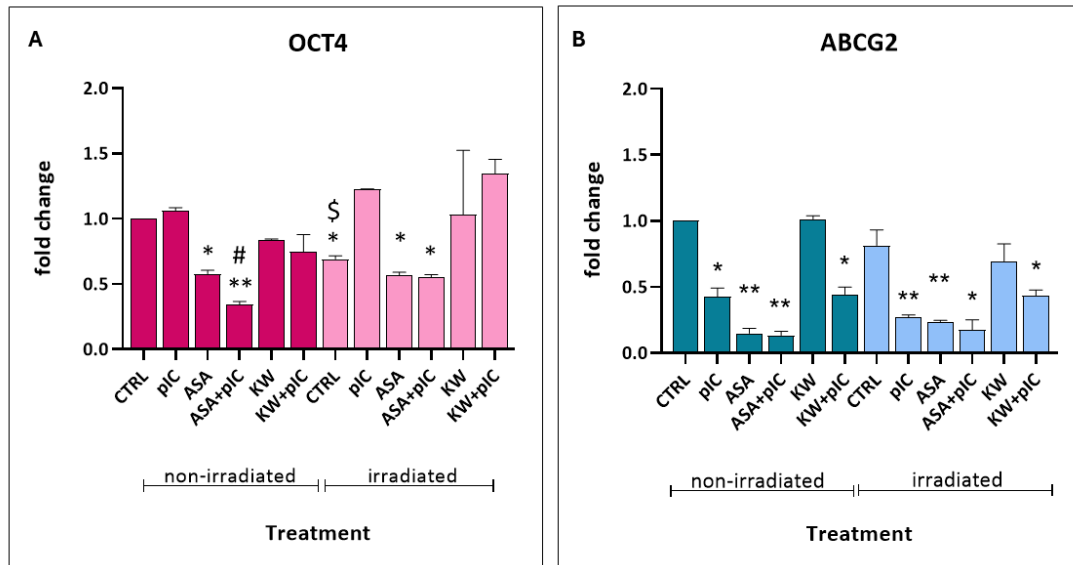 A
OCT4
fold change
2.0
1.5
1.0
0.5
0.0
*
#
**
$
*
*
*
CTRL
pIC
ASA
ASA+pIC
KW
KW+pIC
CTRL
pIC
ASA
ASA+pIC
KW
KW+pIC
non-irradiated
irradiated
Treatment
B
ABCG2
fold change
2.0
1.5
1.0
0.5
0.0
*
**
**
*
**
**
*
*
CTRL
pIC
ASA
ASA+pIC
KW
KW+pIC
CTRL
pIC
ASA
ASA+pIC
KW
KW+pIC
non-irradiated
irradiated
Treatment